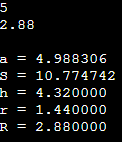 5
2.88
a = 4.988306
S = 10.774742
h = 4.320000
r = 1.440000
R = 2.880000